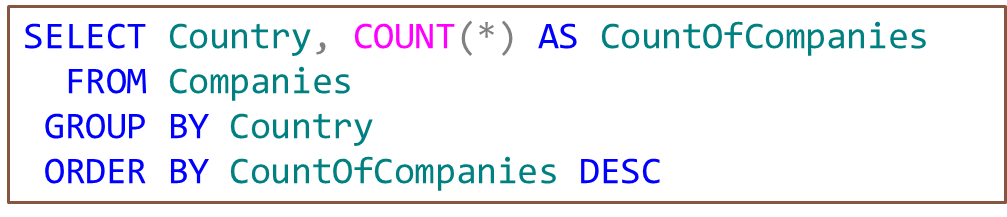 SELECT Country, COUNT(*) AS CountOfCompanies
FROM Companies
GROUP BY Country
ORDER BY CountOfCompanies DESC